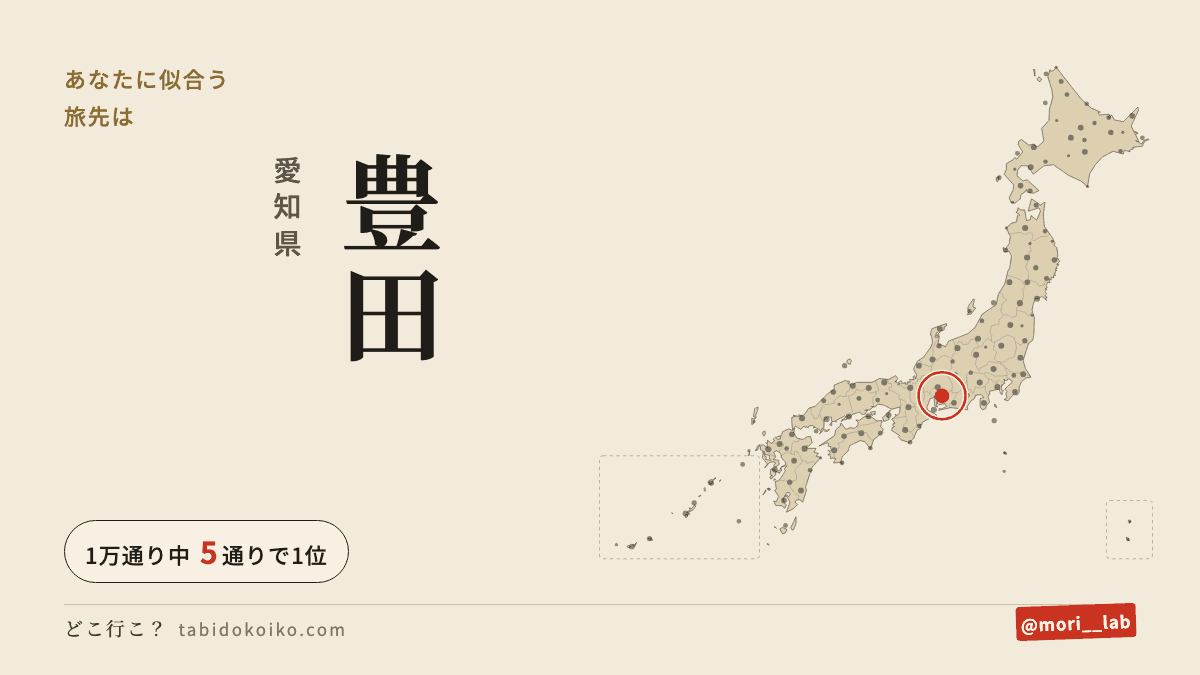 あなたに似合う
旅先は
豊田
愛知県
1万通り中 5通りで1位
どこ行こ? tabidokoiko.com
@mori__lab